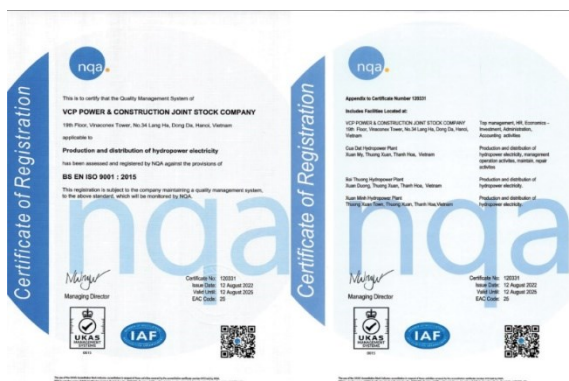 Certificate of Registration
nqa.
This is to certify that the Quality Management System of
VCP POWER & CONSTRUCTION JOINT STOCK COMPANY
19th Floor, Vinaconex Tower, No.34 Lang Ha, Dong Da, Hanoi, Vietnam
applicable to
Production and distribution of hydropower electricity
has been assessed and registered by NQA against the provisions of
BS EN ISO 9001 : 2015
This registration is subject to the company maintaining a quality management system,
to the above standard, which will be monitored by NQA.
nqa
Managing Director
Certificate No: 120331
Issue Date: 12 August 2022
Valid Until: 12 August 2025
EAC Code: 25
UKAS
MANAGEMENT
SYSTEMS
IAF
Certificate of Registration
nqa.
Appendix to Certificate Number 120331
Includes Facilities Located at:
VCP POWER & CONSTRUCTION JOINT STOCK COMPANY
19th Floor, Vinaconex Tower, No.34 Lang Ha, Dong Da, Hanoi,
Vietnam
Top management, HR, Economics -
Investment, Administration,
Accounting activities
Cua Dat Hydropower Plant
Xuan My, Thuong Xuan, Thanh Hoa, Vietnam
Production and distribution of
hydropower electricity, management
operation activities, maintain, repair
activities
Bai Thuong Hydropower Plant
Xuan Duong, Thuong Xuan, Thanh Hoa, Vietnam
Production and distribution of
hydropower electricity.
Xuan Minh Hydropower Plant
Thuong Xuan Town, Thuong Xuan, Thanh Hoa, Vietnam
Production and distribution of
hydropower electricity.
nqa
Managing Director
Certificate No: 120331
Issue Date: 12 August 2022
Valid Until: 12 August 2025
EAC Code: 25
UKAS
MANAGEMENT
SYSTEMS
IAF